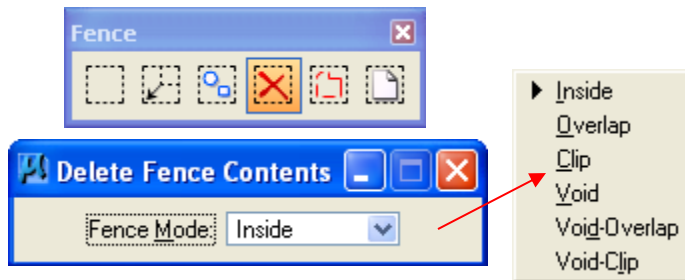 Fence
Delete Fence Contents
Fence Mode: Inside
Inside
Overlap
Clip
Void
Void-Overlap
Void-Clip